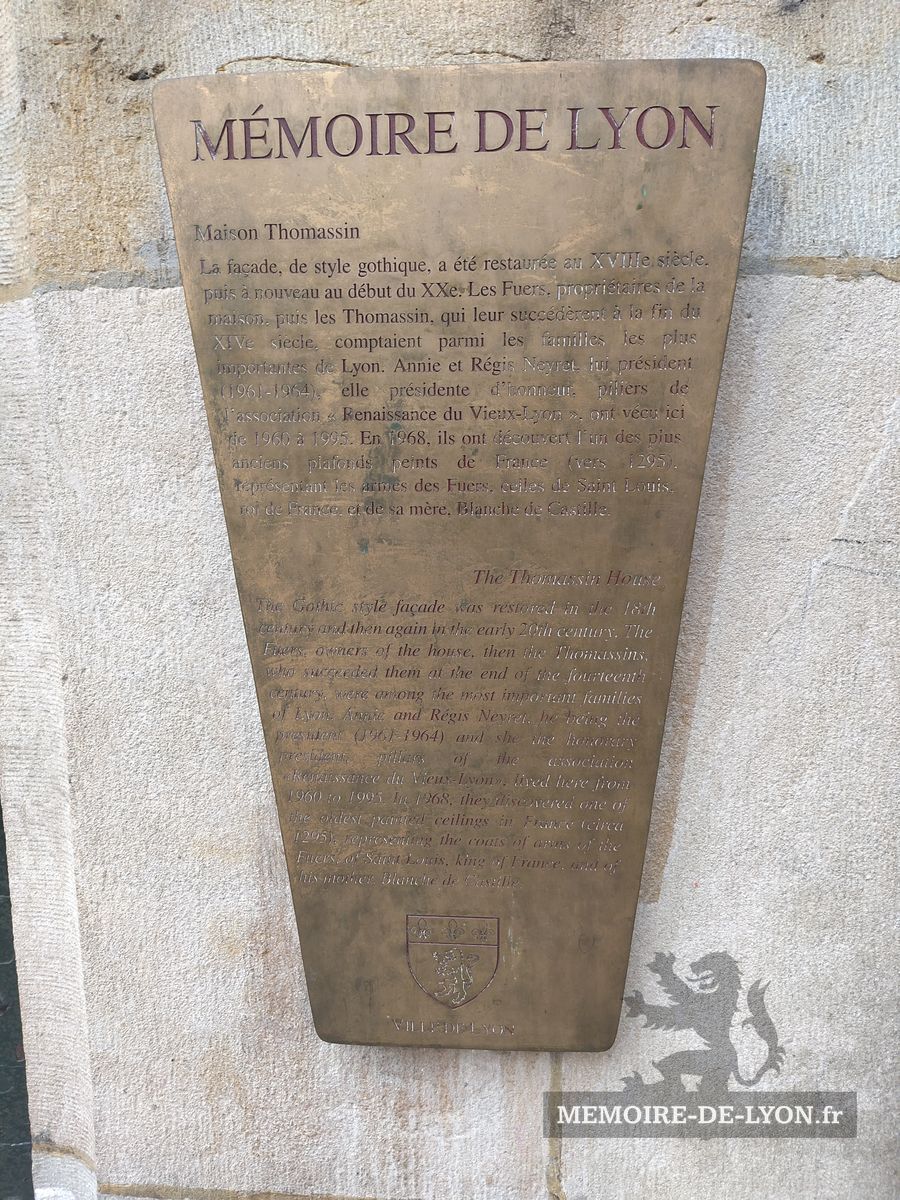 MÉMOIRE DE LYON
Maison Thomassin
La façade, de style gothique, a été restaurée au XVIIIe siècle,
puis à nouveau au début du XXe. Les Fuers, propriétaires de la
maison, puis les Thomassin, qui leur succédèrent à la fin du
XIVe siècle, comptaient parmi les familles les plus
importantes de Lyon. Annie et Régis Neyret, lui président
(1961-1964), elle présidente d'honneur, piliers de
l'association « Renaissance du Vieux-Lyon », ont vécu ici
de 1960 à 1995. En 1968, ils ont découvert l'un des plus
anciens plafonds peints de France (vers 1295),
représentant les armes des Fuers, celles de Saint Louis,
roi de France, et de sa mère, Blanche de Castille.
The Thomassin House
The Gothic style façade was restored in the 18th
century and then again in the early 20th century. The
Fuers, owners of the house, then the Thomassins,
who succeeded them at the end of the fourteenth
century, were among the most important families
of Lyon. Annie and Régis Neyret, he being the
president (1961-1964) and she the honorary
president, pillars of the association
«Renaissance du Vieux-Lyon», lived here from
1960 to 1995. In 1968, they discovered one of
the oldest painted ceilings in France (circa
1295), representing the coats of arms of the
Fuers, of Saint Louis, king of France, and of
his mother, Blanche de Castille.
VILLE DE LYON
MEMOIRE-DE-LYON.fr